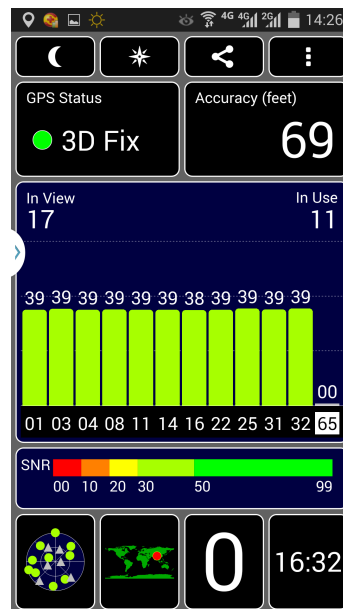 4G 4G 2G 14:26
GPS Status
3D Fix
Accuracy (feet)
69
In View
17
In Use
11
39 39 39 39 39 39 38 39 39 39 39 00
01 03 04 08 11 14 16 22 25 31 32 65
SNR
00 10 20 30 50 99
0
16:32